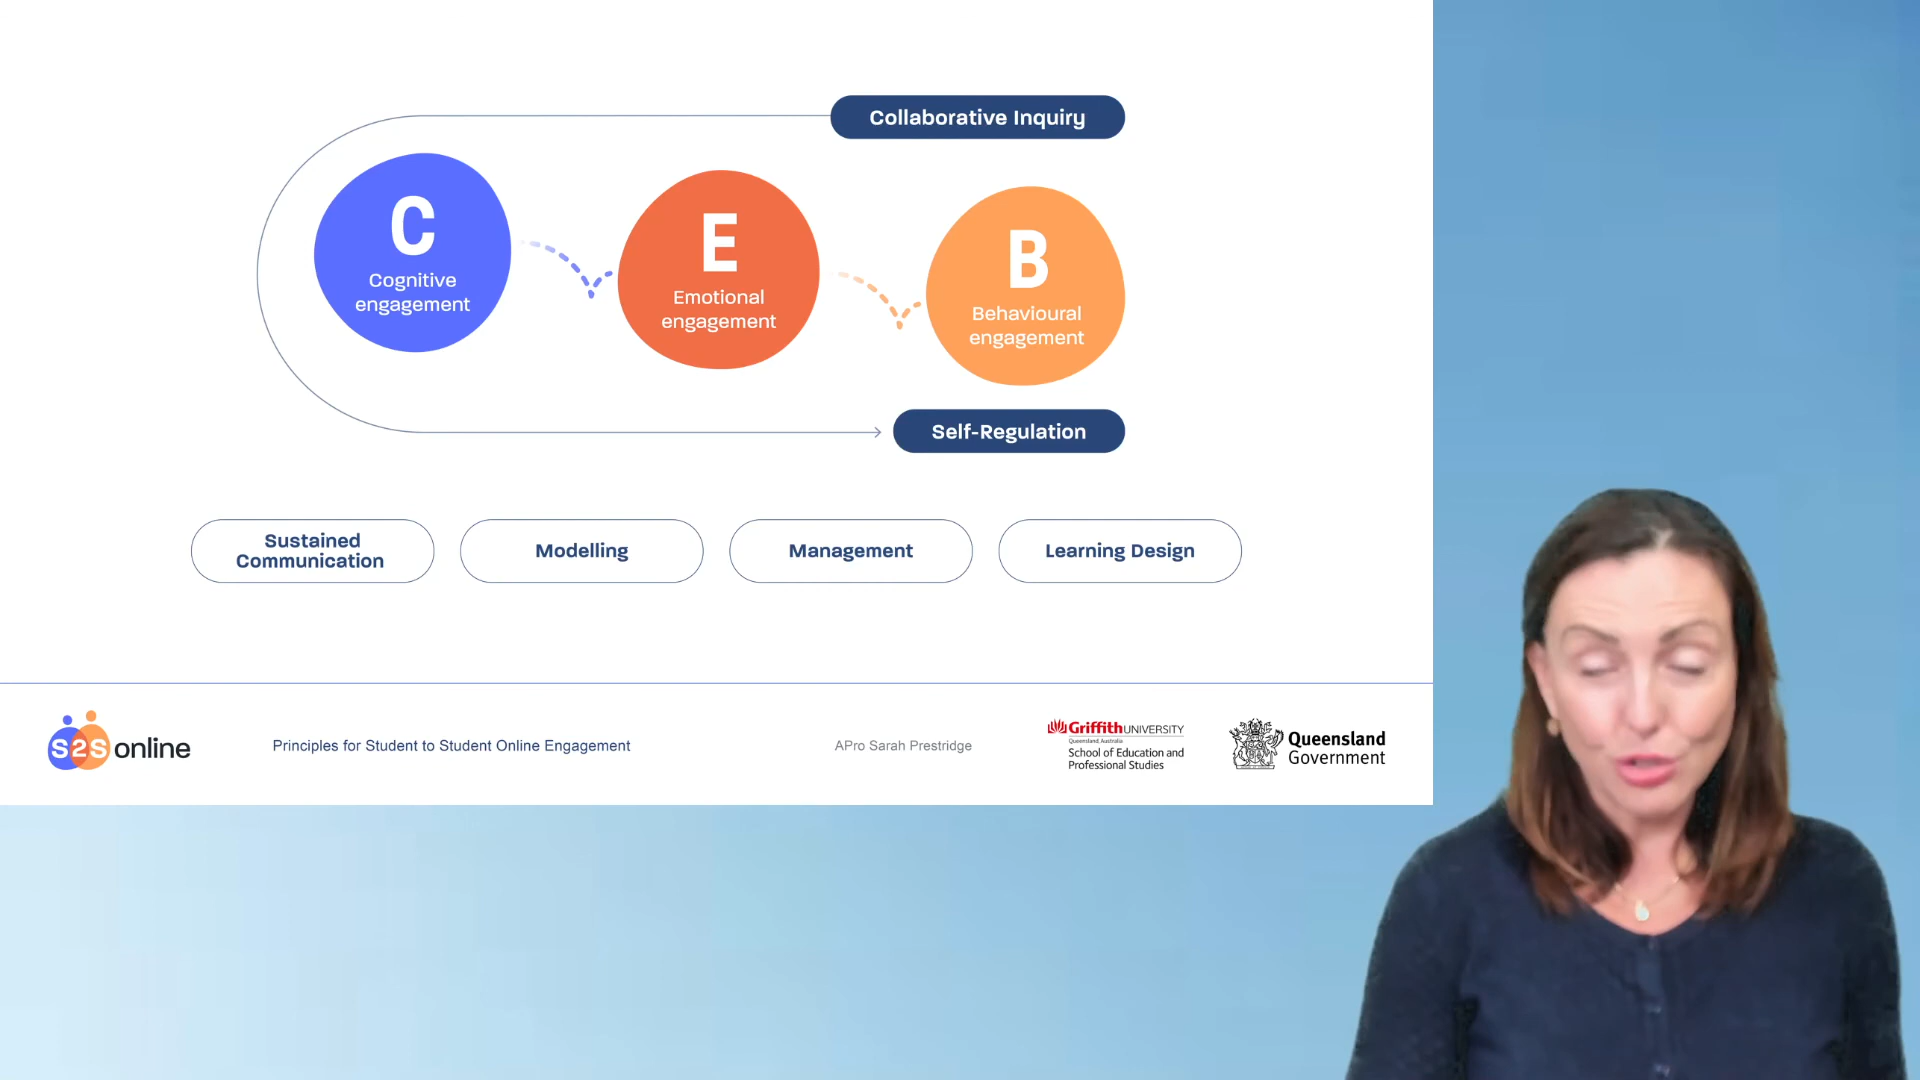 Collaborative Inquiry
C
Cognitive
engagement
E
Emotional
engagement
B
Behavioural
engagement
Self-Regulation
Sustained
Communication
Modelling
Management
Learning Design
S2S online
Principles for Student to Student Online Engagement
APro Sarah Prestridge
Griffith UNIVERSITY
Queensland, Australia
School of Education and
Professional Studies
Queensland
Government